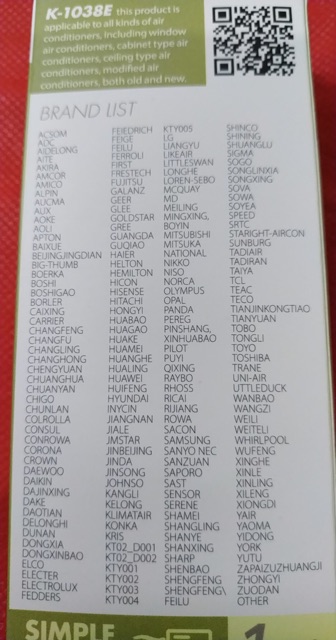 K-1038E this product is
applicable to all kinds of air
conditioners, including window
air conditioners, cabinet type air
conditioners, ceiling type air
conditioners, modified air
conditioners, both old and new.
BRAND LIST
ACSOM
ADC
AIDELONG
AITE
AKIRA
AMCOR
AMICO
ALPIN
AUCMA
AUX
AOKE
AOLI
APTON
BAIXUE
BEIJINGJINGDIAN
BIG-THUMB
BOERKA
BOSHI
BOSHIGAO
BORLER
CAIXING
CARRIER
CHANGFENG
CHANGFU
CHANGLING
CHANGHONG
CHENGYUAN
CHUANGHUA
CHUANYAN
CHIGO
CHUNLAN
COLROLLA
CONSUL
CONROWA
CORONA
CROWN
DAEWOO
DAIKIN
DAJINXING
DAKE
DAOTIAN
DELONGHI
DUNAN
DONGXIA
DONGXINBAO
ELCO
ELECTER
ELECTROLUX
FEDDERS
FEIEDRICH
FEIGE
FEILU
FERROLI
FIRST
FRESTECH
FUJITSU
GALANZ
GEER
GLEE
GOLDSTAR
GREE
GUANGDA
GUQIAO
HAIER
HELTON
HEMILTON
HICON
HISENSE
HITACHI
HONGYI
HUABAO
HUAGAO
HUAKE
HUAMEI
HUANGHE
HUALING
HUAWEI
HUIFENG
HYUNDAI
INYCIN
JIANGNAN
JIALE
JMSTAR
JINBEIJING
JINDA
JINSONG
JOHNSO
KANGLI
KELONG
KLIMATAIR
KONKA
KRIS
KT02_D001
KT02_D002
KTY001
KTY002
KTY003
KTY004
KTY005
LG
LIANGYU
LIKEAIR
LITTLESWAN
LONGHE
LOREN-SEBO
MCQUAY
MD
MEILING
MINGXING,
BOYIN
MITSUBISHI
MITSUKA
NATIONAL
NIKKO
NISO
NORCA
OLYMPUS
OPAL
PANDA
PEREG
PINSHANG,
XINHUABAO
PILOT
PUYI
QIXING
RAYBO
RHOSS
RICAI
RIJIANG
ROWA
SACON
SAMSUNG
SANYO NEC
SANZUAN
SAPORO
SAST
SENSOR
SERENE
SHAMEI
SHANGLING
SHANYE
SHANXING
SHARP
SHENBAO
SHENGFENG
SHENGFENG\
FEILU
SHINCO
SHINING
SHUANGLU
SIGMA
SOGO
SONGLINXIA
SONGXING
SOVA
SOWA
SOYEA
SPEED
SRTC
STARIGHT-AIRCON
SUNBURG
TADIAIR
TADIRAN
TAIYA
TCL
TEAC
TECO
TIANJINKONGTIAO
TIANYUAN
TOBO
TONGLI
TOYO
TOSHIBA
TRANE
UNI-AIR
UTTLEDUCK
WANBAO
WANGZI
WEILI
WEITELI
WHIRLPOOL
WUFENG
XINGHE
XINLE
XINLING
XILENG
XIONGDI
YAIR
YAOMA
YIDONG
YORK
YUTU
ZAPAIZUZHUANGJI
ZHONGYI
ZUODAN
OTHER
SIMPLE